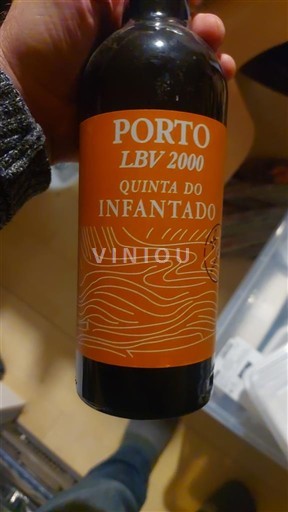 PORTO
LBV 2000
QUINTA DO
INFANTADO
VINIOU